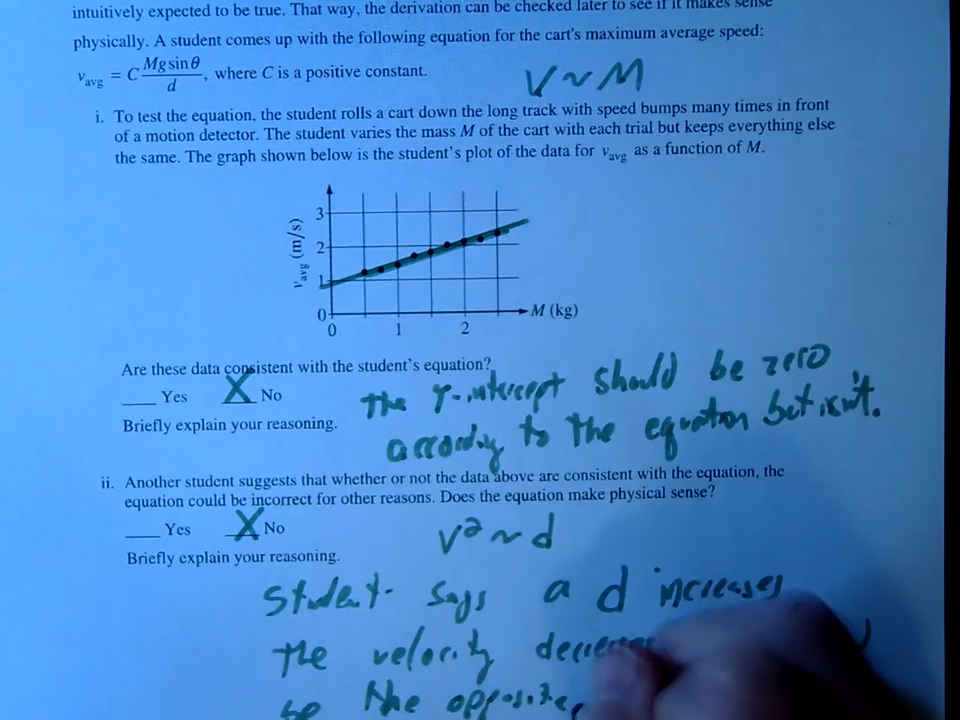 intuitively expected to be true. That way, the derivation can be checked later to see if it makes sense
physically. A student comes up with the following equation for the cart's maximum average speed:
v_avg = C Mg sin θ / d, where C is a positive constant.
V ~ M
i. To test the equation, the student rolls a cart down the long track with speed bumps many times in front
of a motion detector. The student varies the mass M of the cart with each trial but keeps everything else
the same. The graph shown below is the student's plot of the data for v_avg as a function of M.
v_avg (m/s)
3
2
1
0
0 1 2
M (kg)
Are these data consistent with the student's equation?
___ Yes X No
The Y-intercept should be zero
Briefly explain your reasoning.
according to the equation but isn't.
ii. Another student suggests that whether or not the data above are consistent with the equation, the
equation could be incorrect for other reasons. Does the equation make physical sense?
___ Yes X No
V² ~ d
Briefly explain your reasoning.
Student says a d increases
the velocity
be the opposite